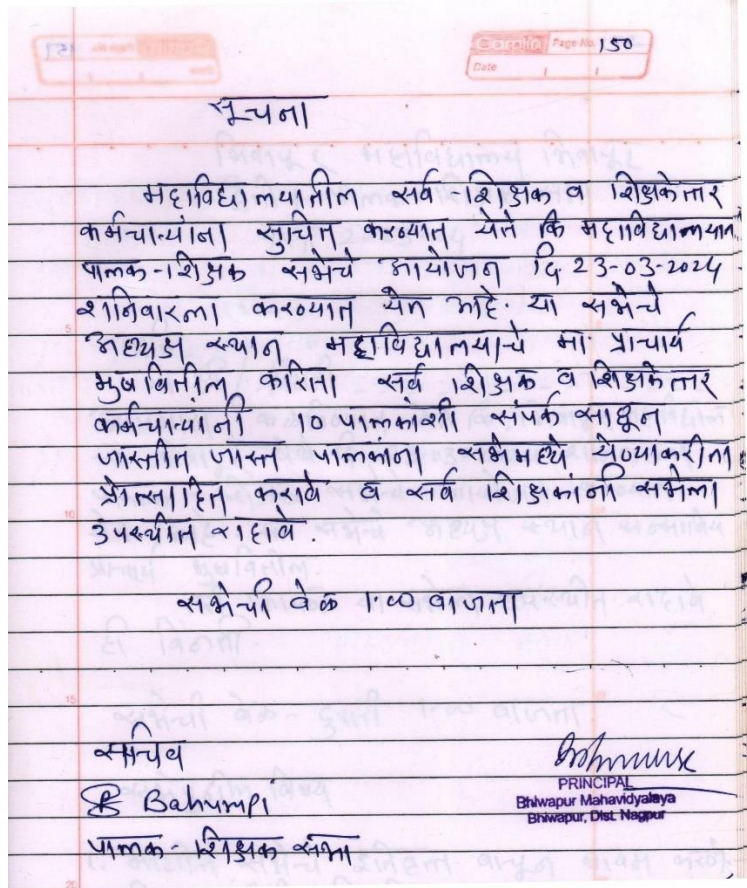 Camlin Page No. 150
Date
सूचना
महाविद्यालयातील सर्व शिक्षक व शिक्षकेत्तर
कर्मचाऱ्यांना सुचित करण्यात येते कि महाविद्यालयात
पालक-शिक्षक सभेचे आयोजन दि 23-03-2024
शनिवारला करण्यात येत आहे. या सभेचे
अध्यक्ष स्थान महाविद्यालयाचे मा प्राचार्य
भुषवितील करिता सर्व शिक्षक व शिक्षकेत्तर
कर्मचाऱ्यांनी 10 पालकाशी संपर्क साधून
जास्तीत जास्त पालकांना सभेमध्ये येण्याकरीता
प्रोत्साहित करावे व सर्व शिक्षकांनी सभेला
उपस्थीत रहावे.
सभेची वेळ 1.00 वाजता
सचिव
पालक-शिक्षक संघ
PRINCIPAL
Bhiwapur Mahavidyalaya
Bhiwapur, Dist. Nagpur